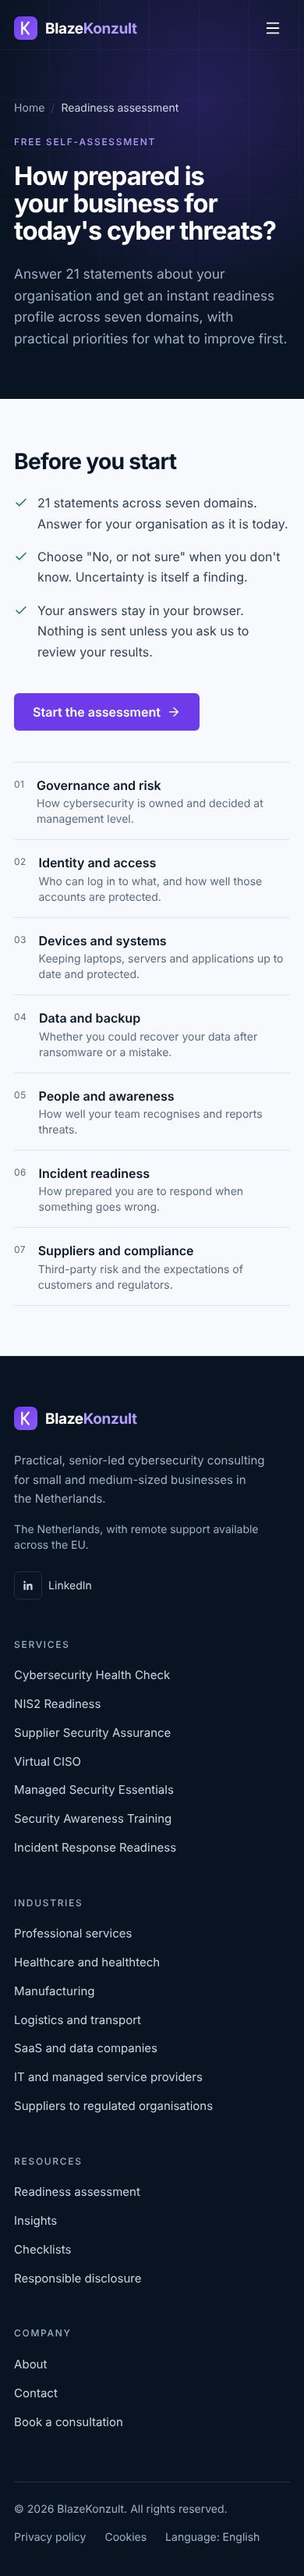 BlazeKonzult
Home / Readiness assessment
FREE SELF-ASSESSMENT
How prepared is
your business for
today's cyber threats?
Answer 21 statements about your
organisation and get an instant readiness
profile across seven domains, with
practical priorities for what to improve first.
Before you start
21 statements across seven domains.
Answer for your organisation as it is today.
Choose "No, or not sure" when you don't
know. Uncertainty is itself a finding.
Your answers stay in your browser.
Nothing is sent unless you ask us to
review your results.
Start the assessment
01 Governance and risk
How cybersecurity is owned and decided at
management level.
02 Identity and access
Who can log in to what, and how well those
accounts are protected.
03 Devices and systems
Keeping laptops, servers and applications up to
date and protected.
04 Data and backup
Whether you could recover your data after
ransomware or a mistake.
05 People and awareness
How well your team recognises and reports
threats.
06 Incident readiness
How prepared you are to respond when
something goes wrong.
07 Suppliers and compliance
Third-party risk and the expectations of
customers and regulators.
BlazeKonzult
Practical, senior-led cybersecurity consulting
for small and medium-sized businesses in
the Netherlands.
The Netherlands, with remote support available
across the EU.
in LinkedIn
SERVICES
Cybersecurity Health Check
NIS2 Readiness
Supplier Security Assurance
Virtual CISO
Managed Security Essentials
Security Awareness Training
Incident Response Readiness
INDUSTRIES
Professional services
Healthcare and healthtech
Manufacturing
Logistics and transport
SaaS and data companies
IT and managed service providers
Suppliers to regulated organisations
RESOURCES
Readiness assessment
Insights
Checklists
Responsible disclosure
COMPANY
About
Contact
Book a consultation
© 2026 BlazeKonzult. All rights reserved.
Privacy policy Cookies Language: English